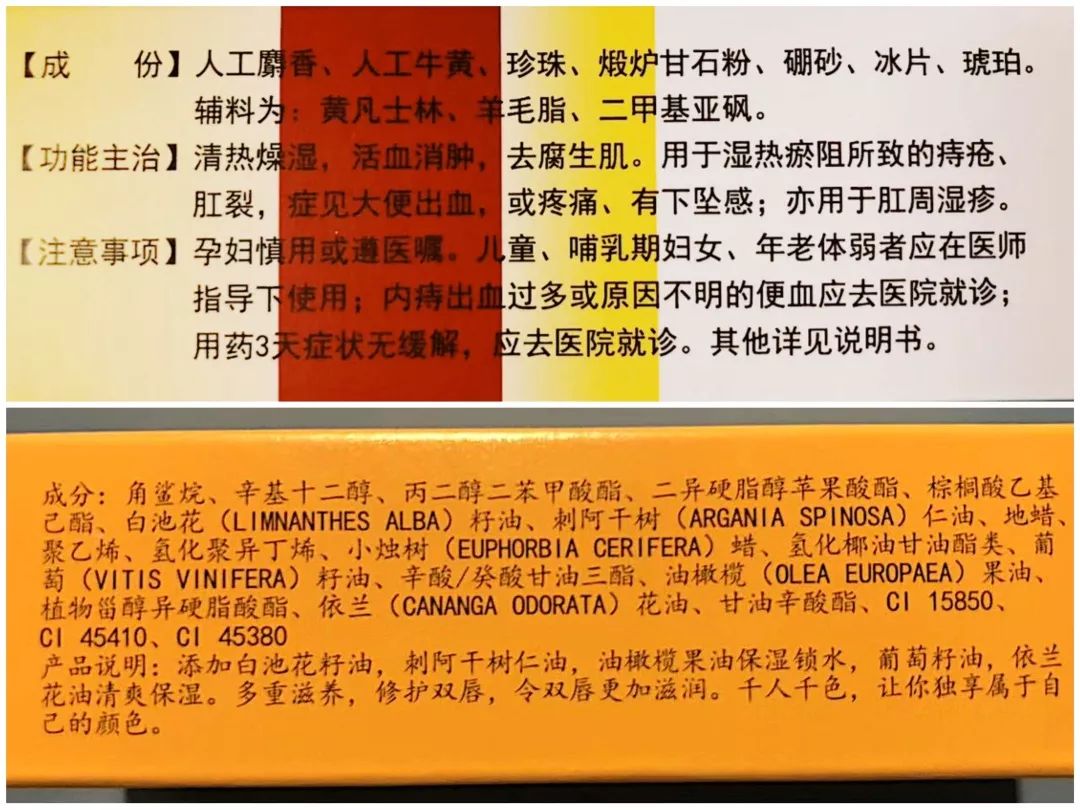 【成 份】人工麝香、人工牛黄、珍珠、煅炉甘石粉、硼砂、冰片、琥珀。
辅料为：黄凡士林、羊毛脂、二甲基亚砜。
【功能主治】清热燥湿，活血消肿，去腐生肌。用于湿热瘀阻所致的痔疮、
肛裂，症见大便出血，或疼痛、有下坠感；亦用于肛周湿疹。
【注意事项】孕妇慎用或遵医嘱。儿童、哺乳期妇女、年老体弱者应在医师
指导下使用；内痔出血过多或原因不明的便血应去医院就诊；
用药3天症状无缓解，应去医院就诊。其他详见说明书。
成分：角鲨烷、辛基十二醇、丙二醇二苯甲酸酯、二异硬脂醇苹果酸酯、棕榈酸乙基
己酯、白池花（LIMNANTHES ALBA）籽油、刺阿干树（ARGANIA SPINOSA）仁油、地蜡、
聚乙烯、氢化聚异丁烯、小烛树（EUPHORBIA CERIFERA）蜡、氢化椰油甘油酯类、葡
萄（VITIS VINIFERA）籽油、辛酸/癸酸甘油三酯、油橄榄（OLEA EUROPAEA）果油、
植物甾醇异硬脂酸酯、依兰（CANANGA ODORATA）花油、甘油辛酸酯、CI 15850、
CI 45410、CI 45380
产品说明：添加白池花籽油，刺阿干树仁油，油橄榄果油保湿锁水，葡萄籽油，依兰
花油清爽保湿。多重滋养，修护双唇，令双唇更加滋润。千人千色，让你独享属于自
己的颜色。